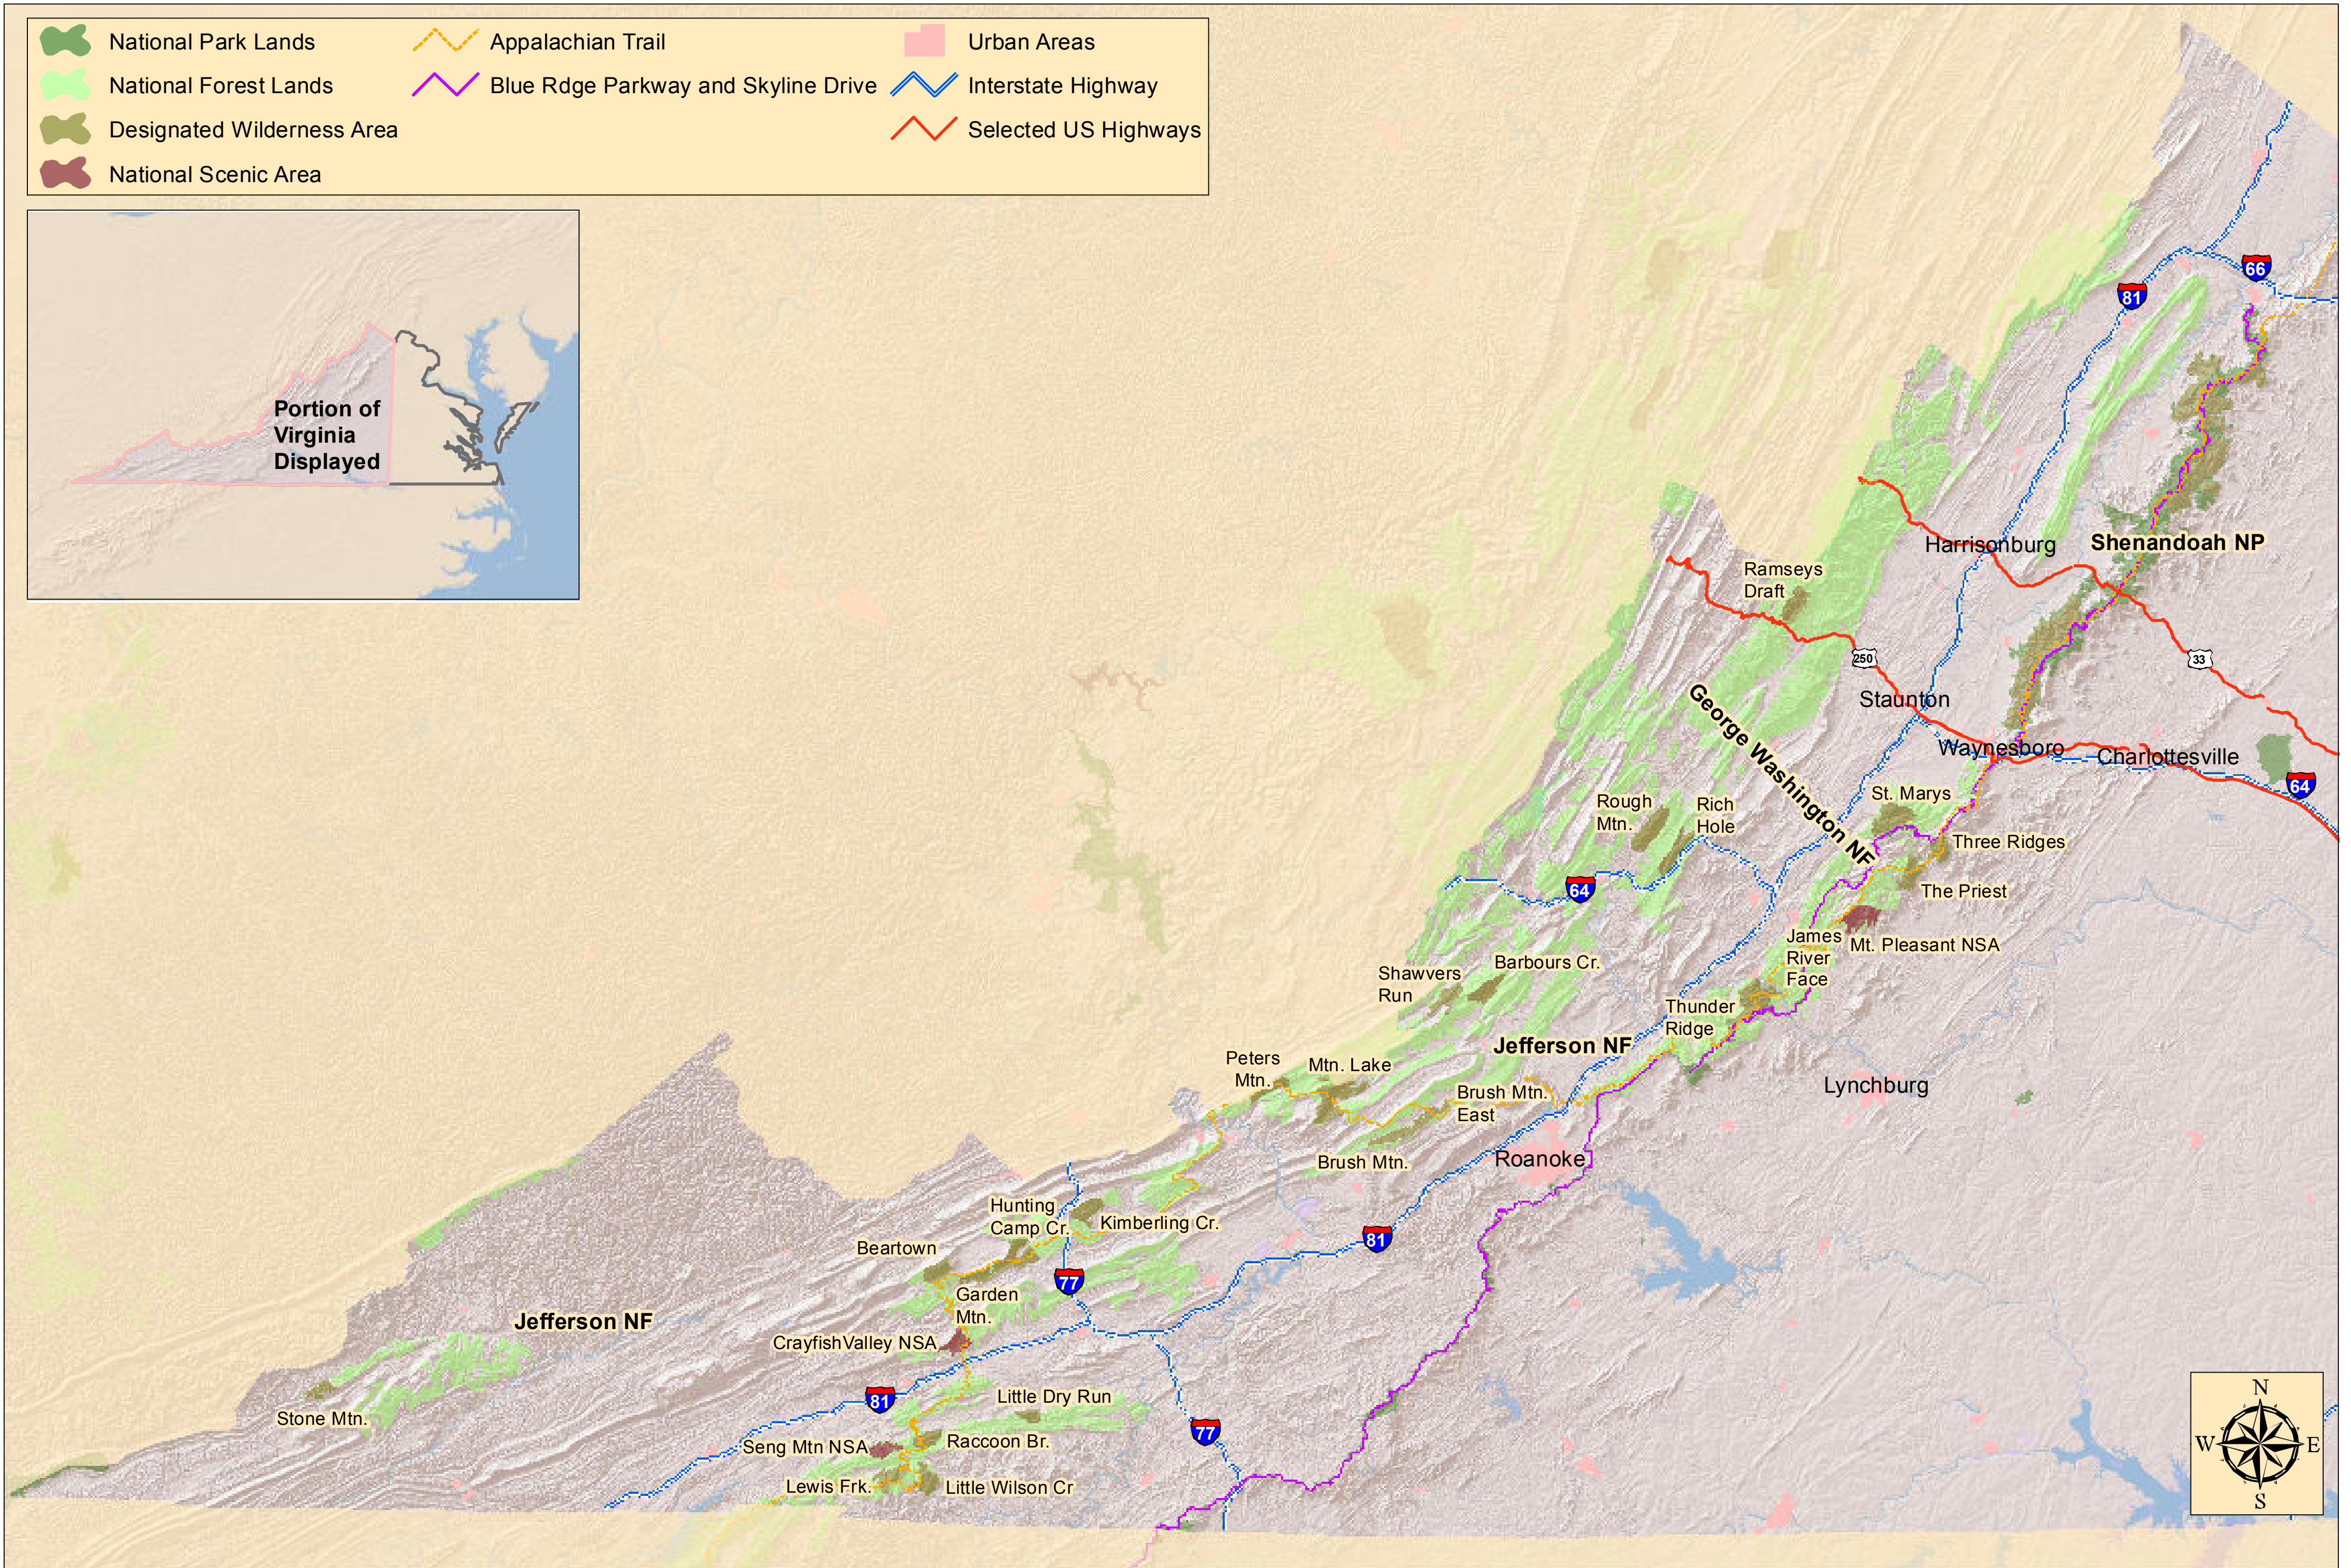 National Park Lands
National Forest Lands
Designated Wilderness Area
National Scenic Area
Appalachian Trail
Blue Rdge Parkway and Skyline Drive
Urban Areas
Interstate Highway
Selected US Highways
Portion of
Virginia
Displayed
66
81
Harrisonburg
Shenandoah NP
Ramseys
Draft
250
33
Staunton
George Washington NF
Waynesboro
Charlottesville
64
St. Marys
Rough
Mtn.
Rich
Hole
Three Ridges
64
The Priest
James
River
Face
Mt. Pleasant NSA
Barbours Cr.
Shawvers
Run
Thunder
Ridge
Jefferson NF
Peters
Mtn.
Mtn. Lake
Brush Mtn.
East
Lynchburg
Brush Mtn.
Roanoke
Hunting
Camp Cr.
Kimberling Cr.
Beartown
81
77
Garden
Mtn.
Jefferson NF
CrayfishValley NSA
81
Little Dry Run
Stone Mtn.
77
Seng Mtn NSA
Raccoon Br.
Lewis Frk.
Little Wilson Cr
N
W
E
S